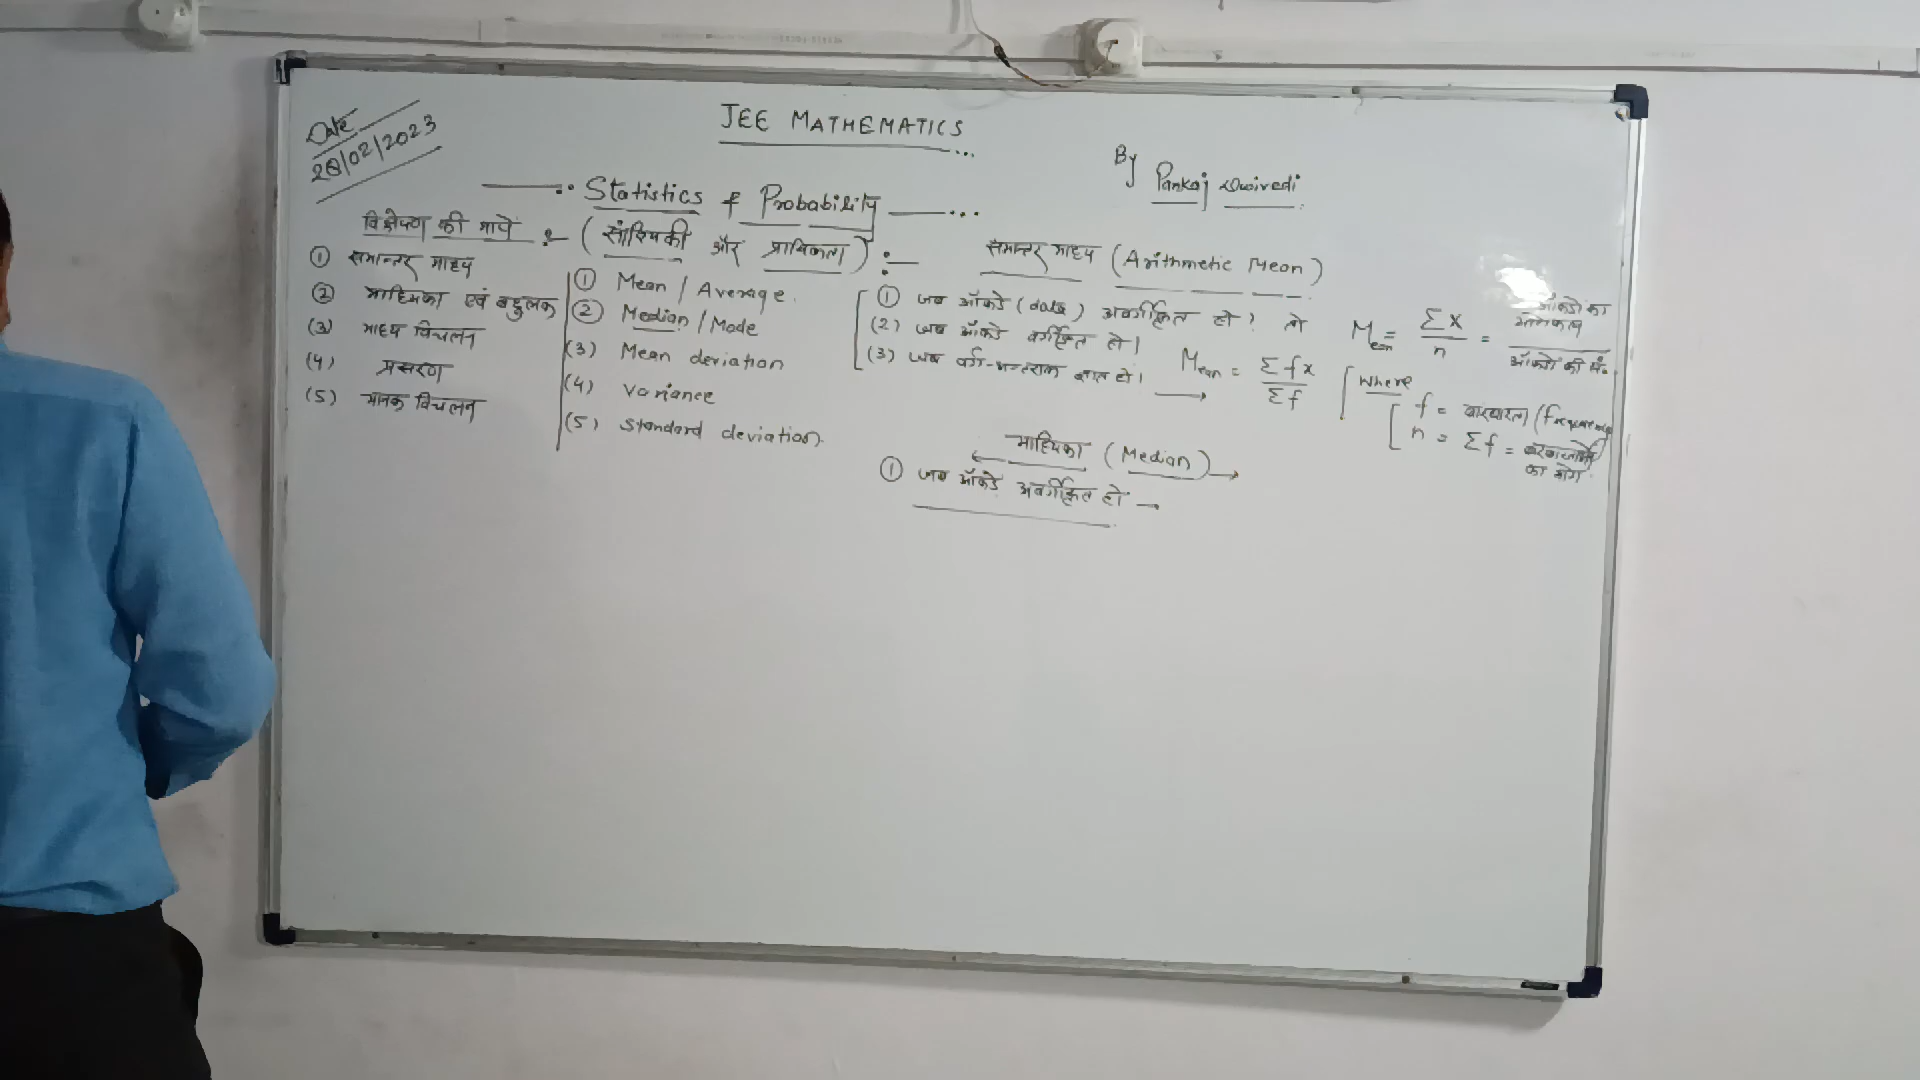 Date
28/02/2023
JEE MATHEMATICS
By Pankaj Dwivedi
Statistics & Probability
(सांख्यिकी और प्रायिकता) :-
विक्षेपण की मापें :-
① समान्तर माध्य
② माध्यिका एवं बहुलक
(3) माध्य विचलन
(4) प्रसरण
(5) मानक विचलन
① Mean / Average.
② Median / Mode
(3) Mean deviation
(4) Variance
(5) Standard deviation.
समान्तर माध्य (Arithmetic Mean)
① जब आँकडे (data) अवर्गीकृत हो? तो Mean = Σx / n = आँकडो का योगफल / आँकडो की सं.
(2) जब आँकडे वर्गीकृत हो।
(3) जब वर्ग-अन्तराल ज्ञात हो। → Mean = Σfx / Σf
Where
f = बारंबारता (frequency)
n = Σf = बारंबारताओं का योग
← माध्यिका (Median) →
① जब आँकडे अवर्गीकृत हो →